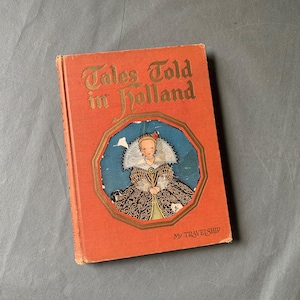 Tales Told
in Holland
My TRAVELSHIP